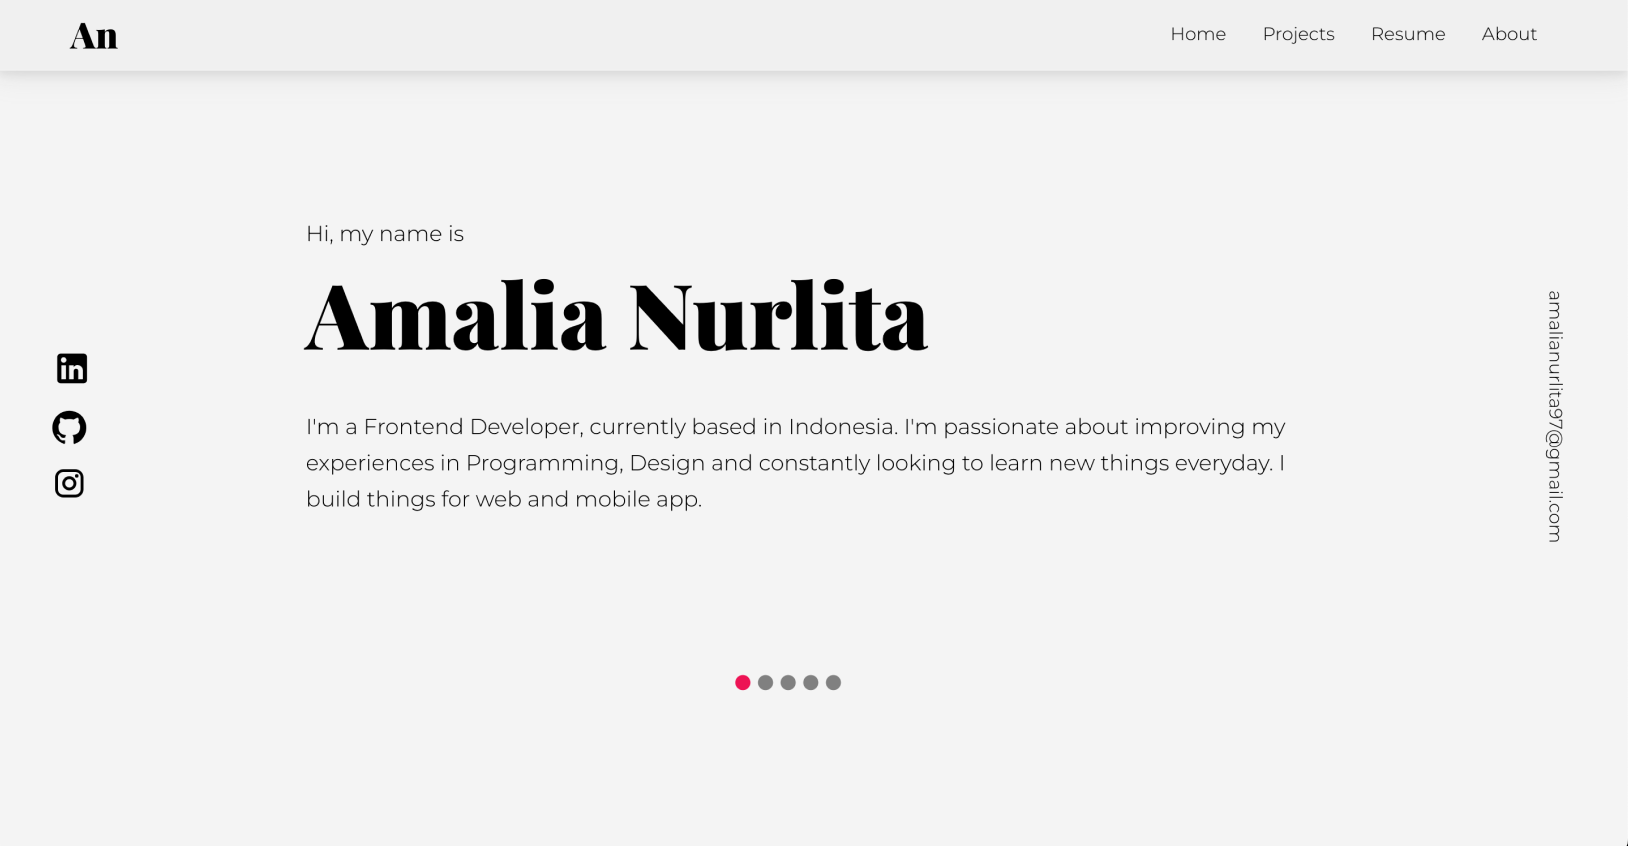 An
Home Projects Resume About
Hi, my name is
Amalia Nurlita
I'm a Frontend Developer, currently based in Indonesia. I'm passionate about improving my
experiences in Programming, Design and constantly looking to learn new things everyday. I
build things for web and mobile app.
in
amalianurlita97@gmail.com